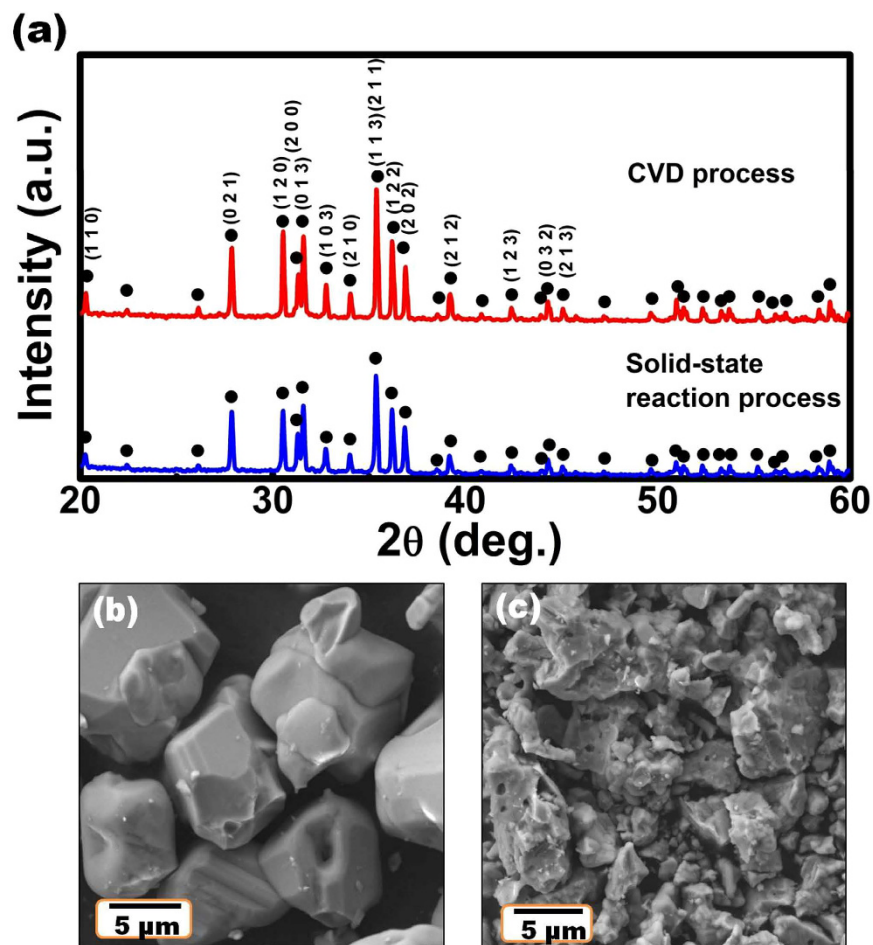 (a)
Intensity (a.u.)
(1 1 0)
(0 2 1)
(1 2 0)
(2 0 0)
(0 1 3)
(1 0 3)
(2 1 0)
(1 1 3)(2 1 1)
(1 2 2)
(2 0 2)
(2 1 2)
(1 2 3)
(0 3 2)
(2 1 3)
CVD process
Solid-state
reaction process
20
30
40
50
60
2θ (deg.)
(b)
5 µm
(c)
5 µm